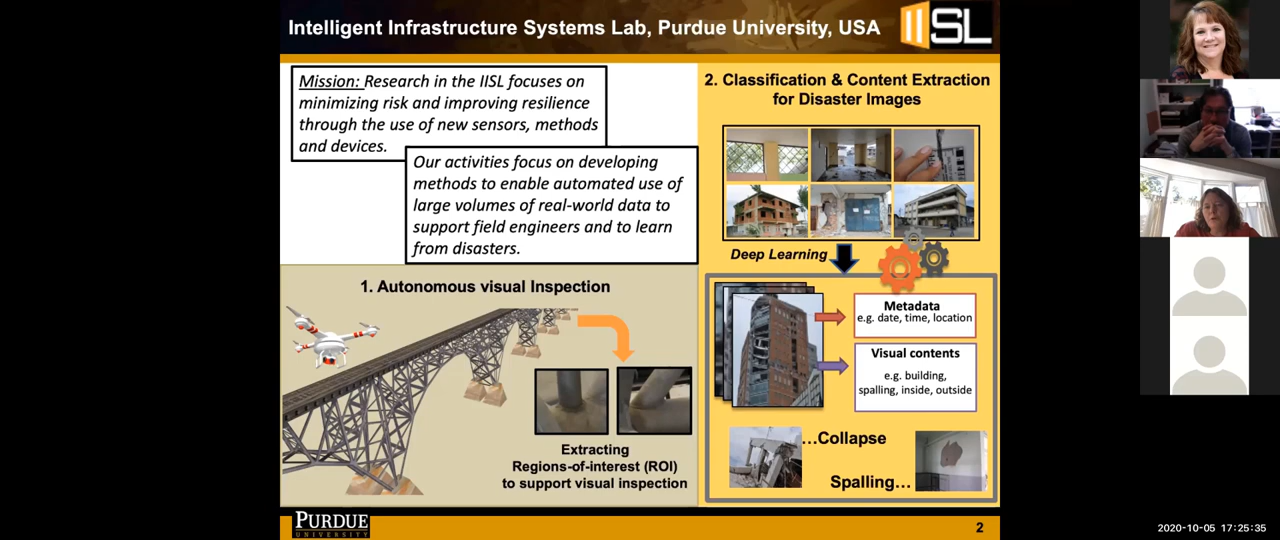 Intelligent Infrastructure Systems Lab, Purdue University, USA
IISL
Mission: Research in the IISL focuses on
minimizing risk and improving resilience
through the use of new sensors, methods
and devices.
Our activities focus on developing
methods to enable automated use of
large volumes of real-world data to
support field engineers and to learn
from disasters.
1. Autonomous visual Inspection
Extracting
Regions-of-interest (ROI)
to support visual inspection
2. Classification & Content Extraction
for Disaster Images
Deep Learning
Metadata
e.g. date, time, location
Visual contents
e.g. building,
spalling, inside, outside
...Collapse
Spalling...
PURDUE
UNIVERSITY
2
2020-10-05 17:25:35